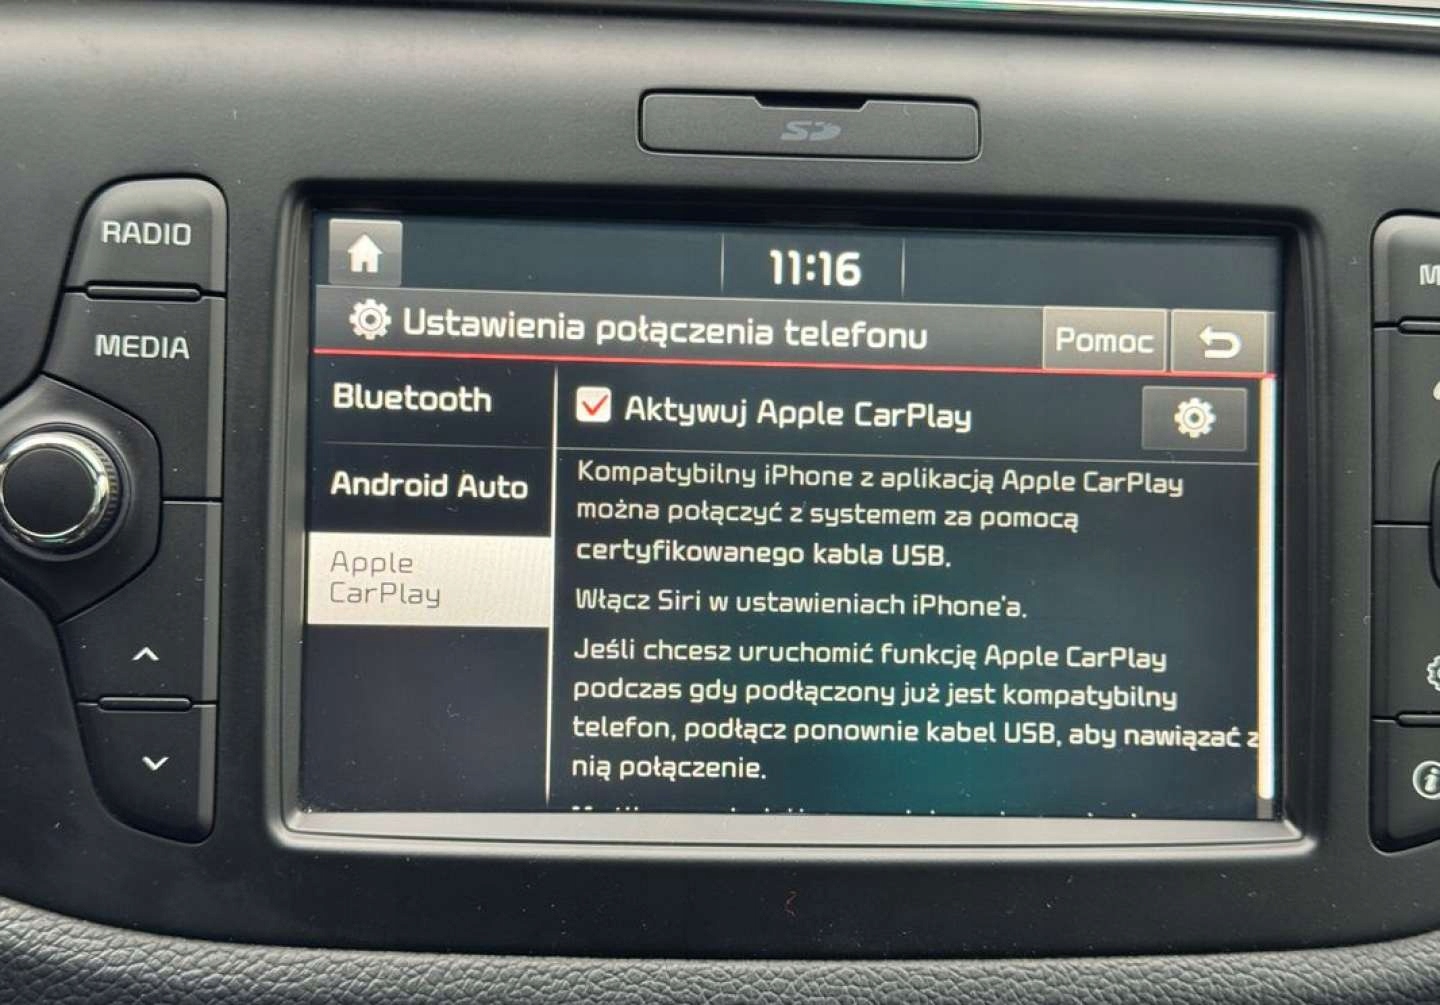 SD
RADIO
MEDIA
11:16
Ustawienia połączenia telefonu
Pomoc
Bluetooth
Android Auto
Apple
CarPlay
Aktywuj Apple CarPlay
Kompatybilny iPhone z aplikacją Apple CarPlay
można połączyć z systemem za pomocą
certyfikowanego kabla USB.
Włącz Siri w ustawieniach iPhone'a.
Jeśli chcesz uruchomić funkcję Apple CarPlay
podczas gdy podłączony już jest kompatybilny
telefon, podłącz ponownie kabel USB, aby nawiązać z
nią połączenie.